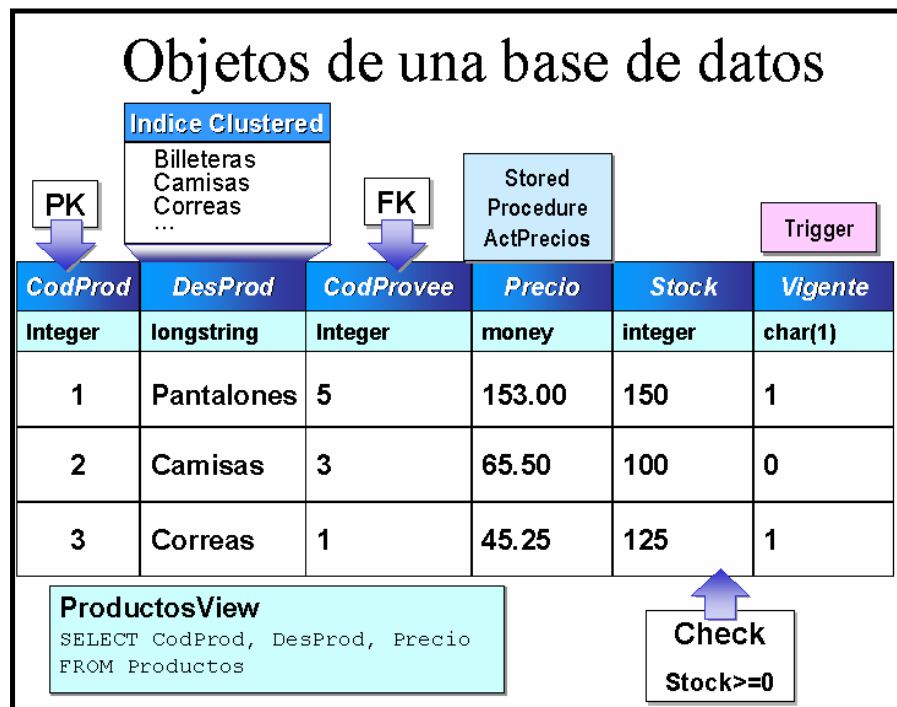 Objetos de una base de datos
Indice Clustered
Billeteras
Camisas
Correas
...
PK
FK
Stored
Procedure
ActPrecios
Trigger
CodProd DesProd CodProvee Precio Stock Vigente
Integer longstring Integer money integer char(1)
1 Pantalones 5 153.00 150 1
2 Camisas 3 65.50 100 0
3 Correas 1 45.25 125 1
ProductosView
SELECT CodProd, DesProd, Precio
FROM Productos
Check
Stock>=0